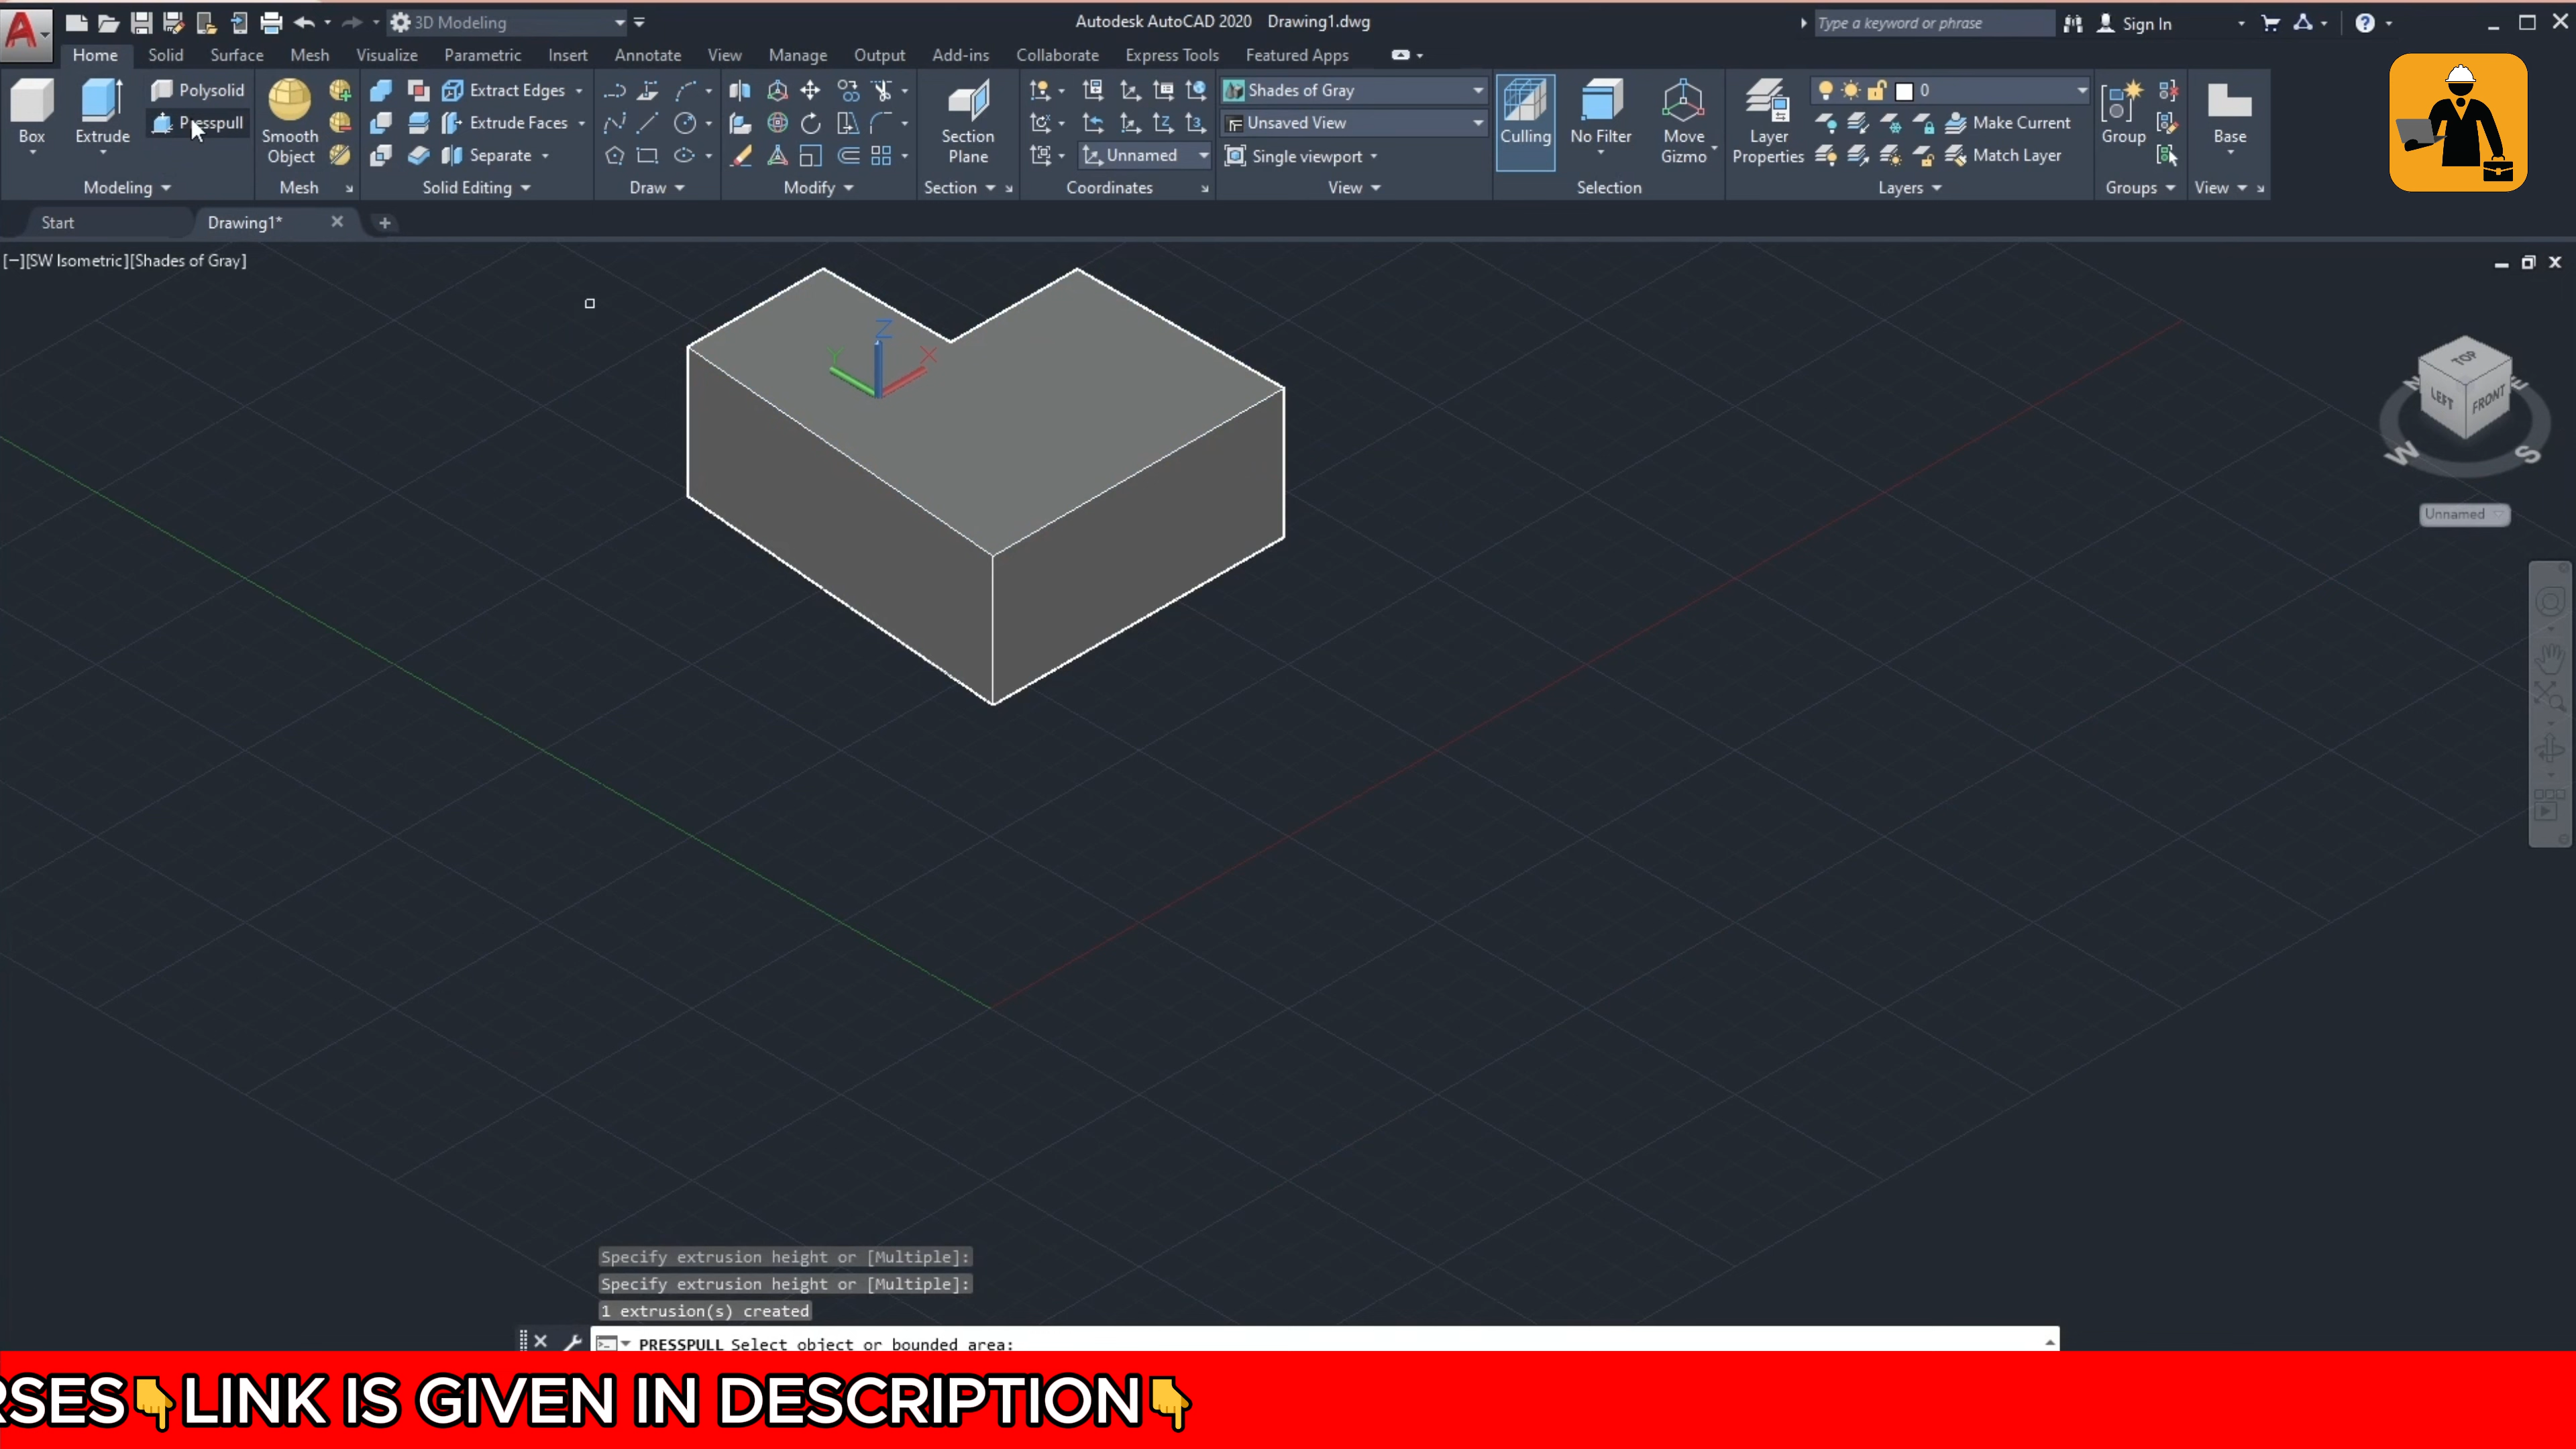 3D Modeling
Autodesk AutoCAD 2020 Drawing1.dwg
Type a keyword or phrase
Sign In
Home Solid Surface Mesh Visualize Parametric Insert Annotate View Manage Output Add-ins Collaborate Express Tools Featured Apps
Box
Extrude
Polysolid
Presspull
Smooth
Object
Extract Edges
Extrude Faces
Separate
Section
Plane
Unnamed
Shades of Gray
Unsaved View
Single viewport
Culling
No Filter
Move
Gizmo
Layer
Properties
0
Make Current
Match Layer
Group
Base
Modeling Mesh Solid Editing Draw Modify Section Coordinates View Selection Layers Groups View
Start Drawing1*
[−][SW Isometric][Shades of Gray]
Z
Y X
TOP
LEFT FRONT
N E
W S
Unnamed
Specify extrusion height or [Multiple]:
Specify extrusion height or [Multiple]:
1 extrusion(s) created
PRESSPULL Select object or bounded area:
RSES👇LINK IS GIVEN IN DESCRIPTION👇